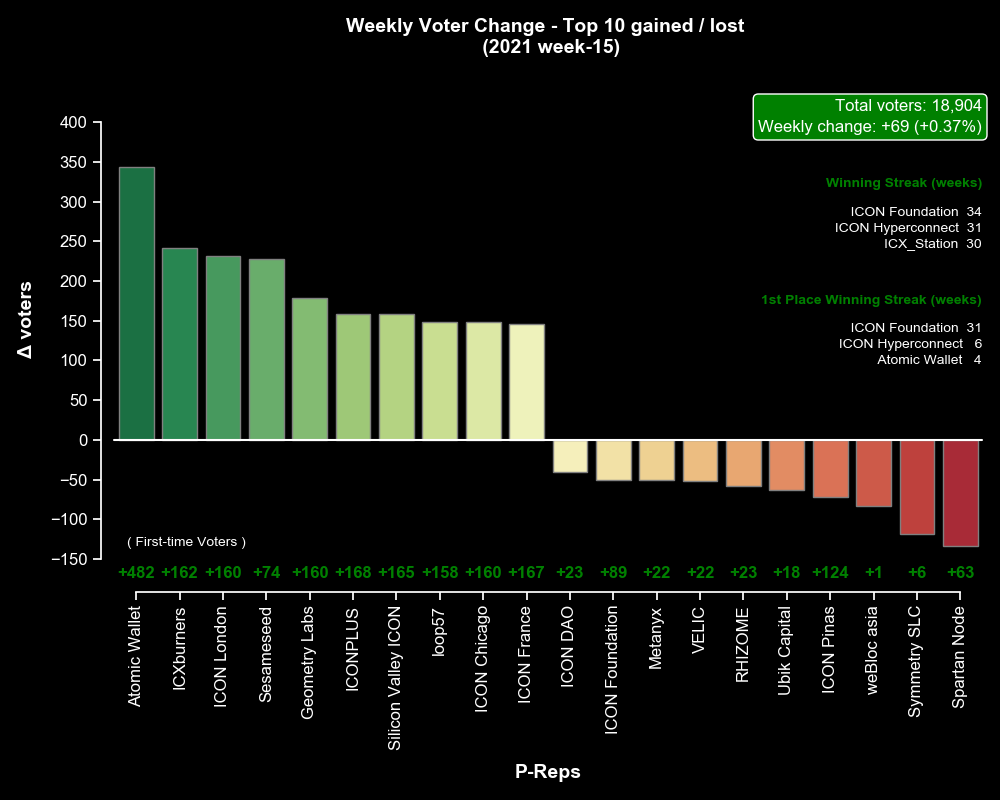 Weekly Voter Change - Top 10 gained / lost
(2021 week-15)
Total voters: 18,904
Weekly change: +69 (+0.37%)
Winning Streak (weeks)
ICON Foundation 34
ICON Hyperconnect 31
ICX_Station 30
1st Place Winning Streak (weeks)
ICON Foundation 31
ICON Hyperconnect 6
Atomic Wallet 4
Δ voters
400
350
300
250
200
150
100
50
0
−50
−100
−150
( First-time Voters )
+482 +162 +160 +74 +160 +168 +165 +158 +160 +167 +23 +89 +22 +22 +23 +18 +124 +1 +6 +63
Atomic Wallet
ICXburners
ICON London
Sesameseed
Geometry Labs
ICONPLUS
Silicon Valley ICON
loop57
ICON Chicago
ICON France
ICON DAO
ICON Foundation
Metanyx
VELIC
RHIZOME
Ubik Capital
ICON Pinas
weBloc asia
Symmetry SLC
Spartan Node
P-Reps